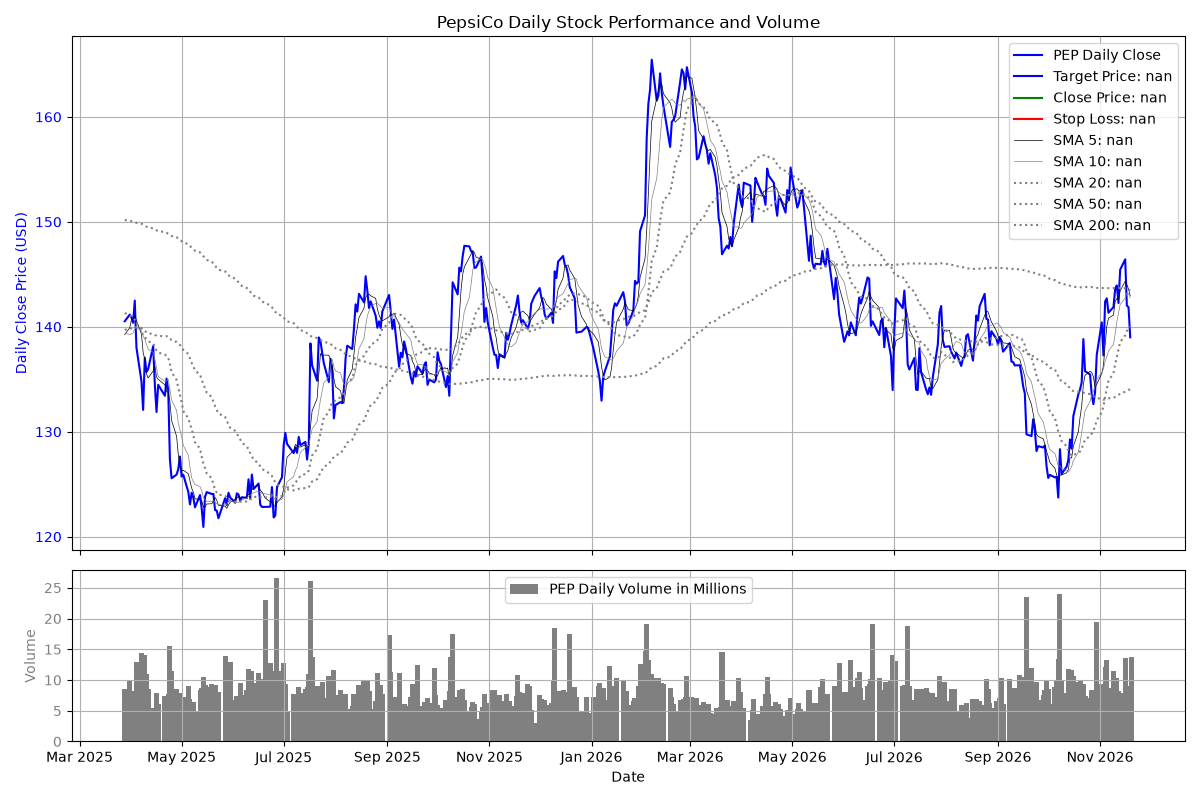 PepsiCo Daily Stock Performance and Volume
Daily Close Price (USD)
160
150
140
130
120
PEP Daily Close
Target Price: nan
Close Price: nan
Stop Loss: nan
SMA 5: nan
SMA 10: nan
SMA 20: nan
SMA 50: nan
SMA 200: nan
Volume
25
20
15
10
5
0
PEP Daily Volume in Millions
Mar 2025 May 2025 Jul 2025 Sep 2025 Nov 2025 Jan 2026 Mar 2026 May 2026 Jul 2026 Sep 2026 Nov 2026
Date